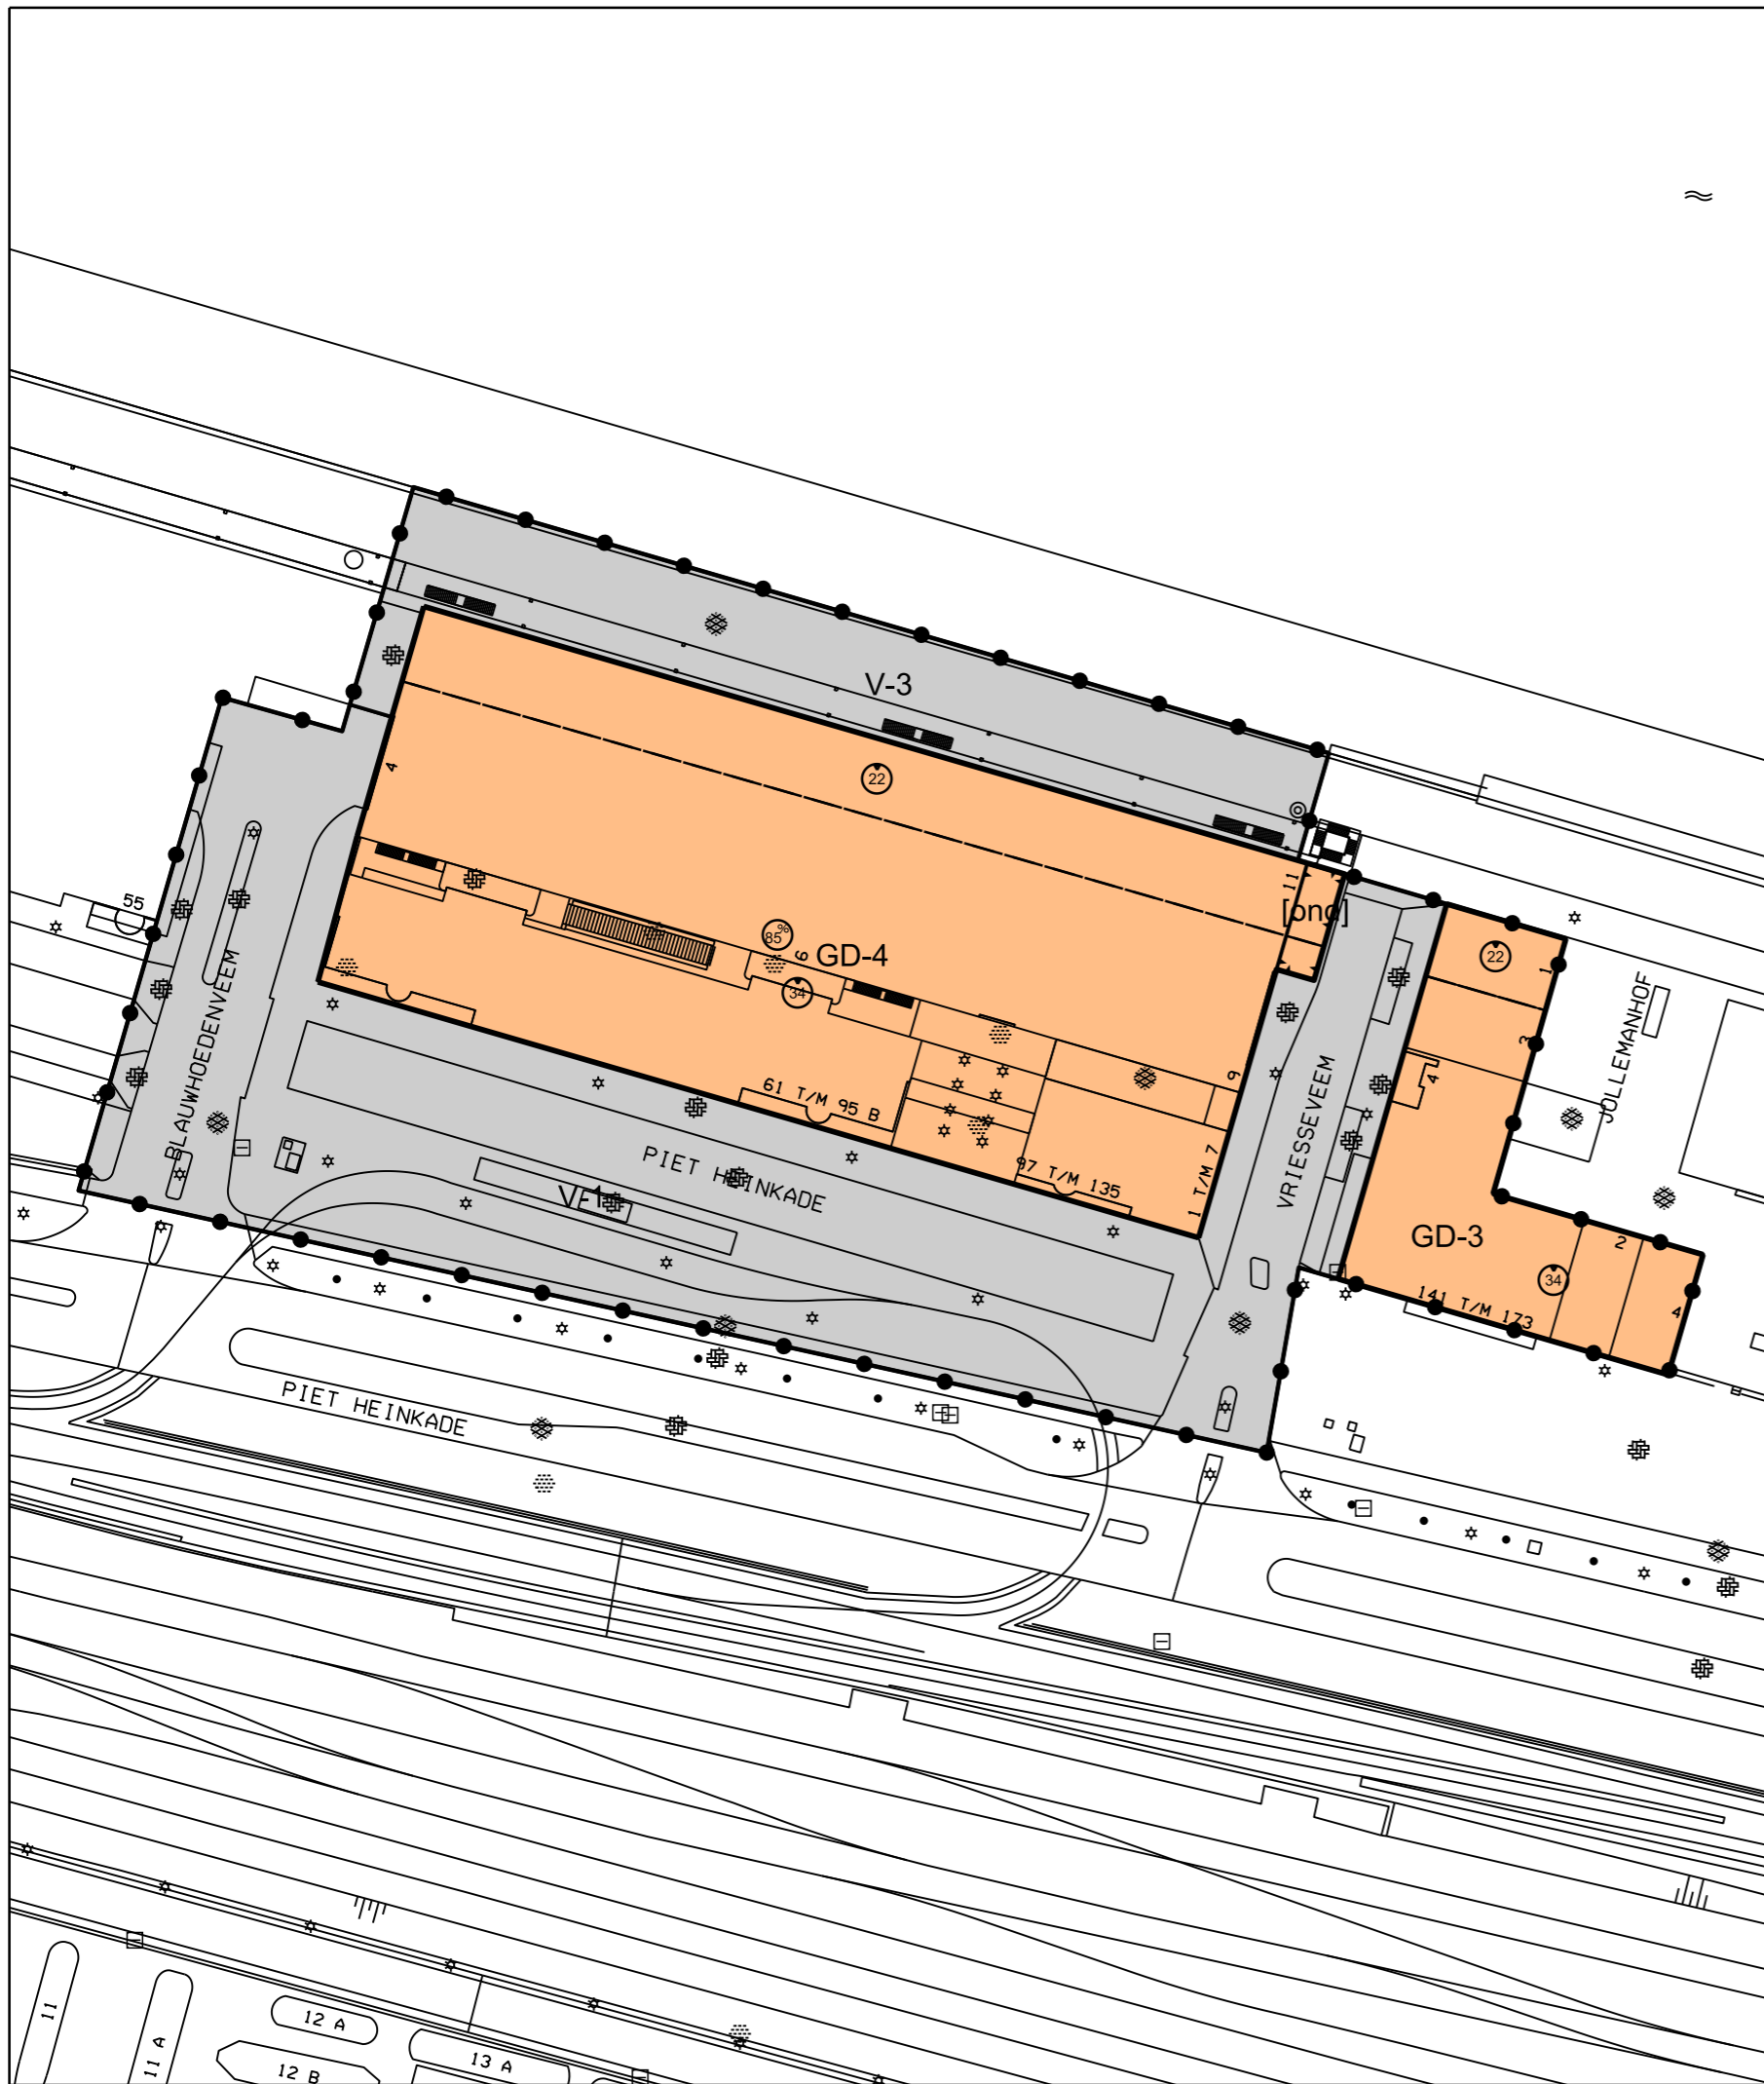 V-3
4
22
55
11
[ond]
85%
6
GD-4
34
22
1
BLAUWHOEDENVEEM
JOLLEMANHOF
3
4
9
61 T/M 95 B
VRIESSEVEEM
PIET HEINKADE
97 T/M 135
1 T/M 7
V-1
GD-3
2
34
141 T/M 173
4
PIET HEINKADE
11
11 A
12 A
12 B
13 A